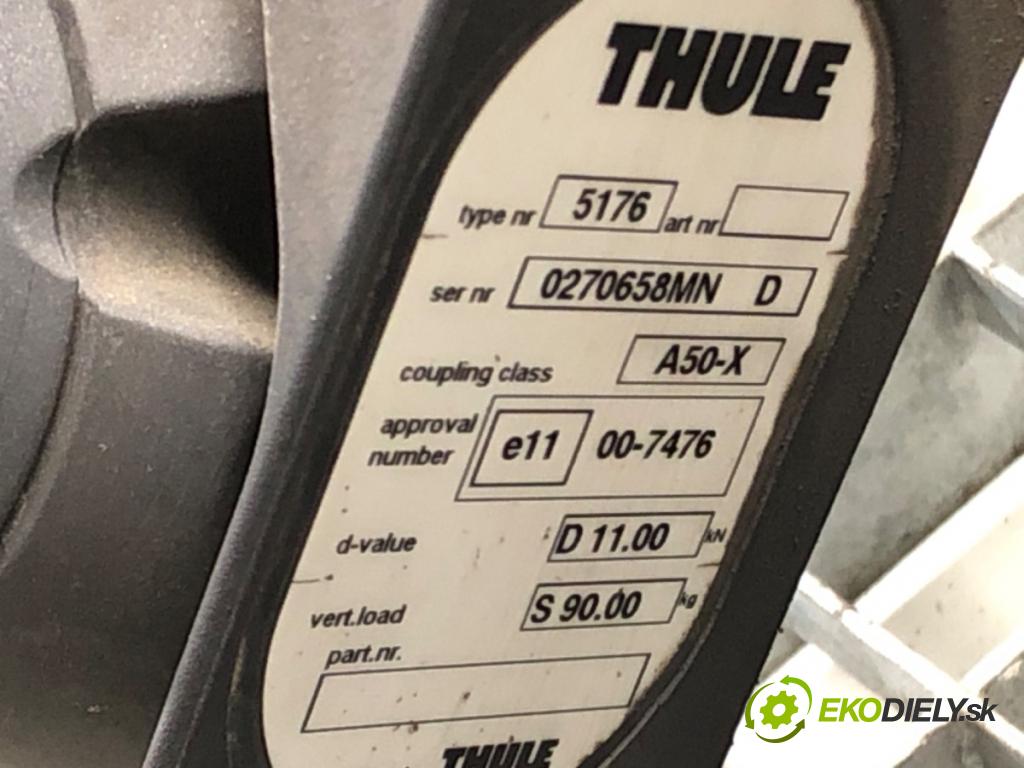 THULE
type nr 5176 art nr
ser nr 0270658MN D
coupling class A50-X
approval number e11 00-7476
d-value D 11.00 kN
vert.load S 90.00 kg
part.nr.
THULE
EKODIELY.sk